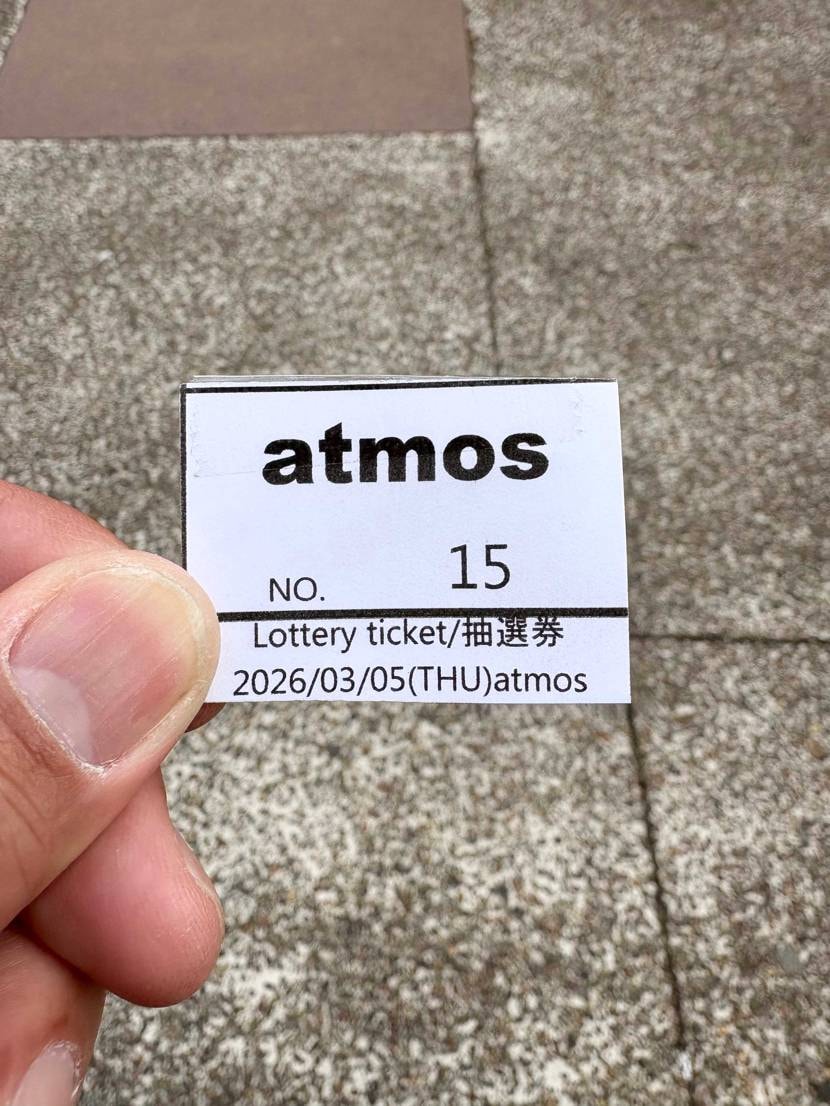 atmos
NO. 15
Lottery ticket/抽選券
2026/03/05(THU)atmos